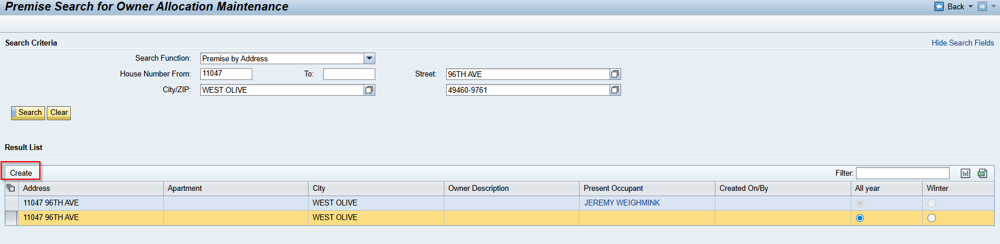 Premise Search for Owner Allocation Maintenance
Back
Search Criteria
Hide Search Fields
Search Function: Premise by Address
House Number From: 11047 To: Street: 96TH AVE
City/ZIP: WEST OLIVE 49460-9761
Search Clear
Result List
Create Filter:
Address Apartment City Owner Description Present Occupant Created On/By All year Winter
11047 96TH AVE WEST OLIVE JEREMY WEIGHMINK
11047 96TH AVE WEST OLIVE